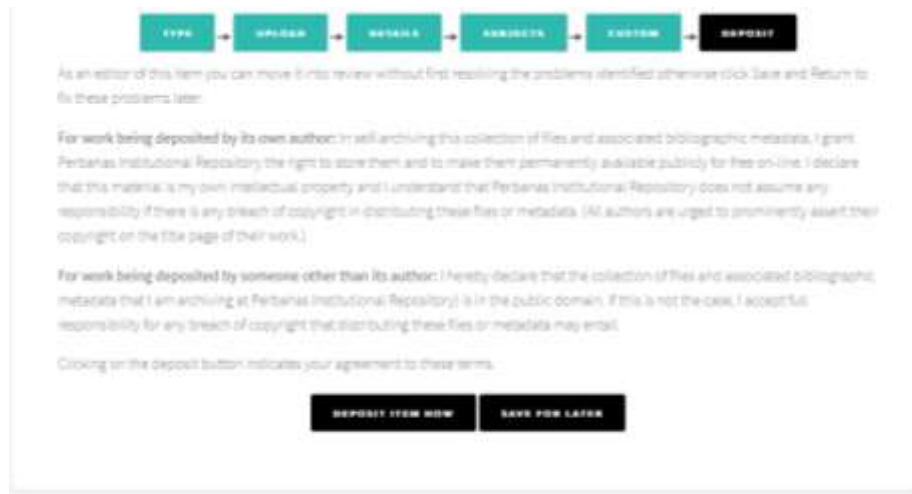 TYPE → UPLOAD → DETAILS → SUBJECTS → CUSTOM → DEPOSIT
As an editor of this item you can move it into review without first resolving the problems identified otherwise click Save and Return to
fix these problems later.
For work being deposited by its own author: In self-archiving this collection of files and associated bibliographic metadata, I grant
Perbanas Institutional Repository the right to store them and to make them permanently available publicly for free on-line. I declare
that this material is my own intellectual property and I understand that Perbanas Institutional Repository does not assume any
responsibility if there is any breach of copyright in distributing these files or metadata. (All authors are urged to prominently assert their
copyright on the title page of their work.)
For work being deposited by someone other than its author: I hereby declare that the collection of files and associated bibliographic
metadata that I am archiving at Perbanas Institutional Repository) is in the public domain. If this is not the case, I accept full
responsibility for any breach of copyright that distributing these files or metadata may entail.
Clicking on the deposit button indicates your agreement to these terms.
DEPOSIT ITEM NOW SAVE FOR LATER